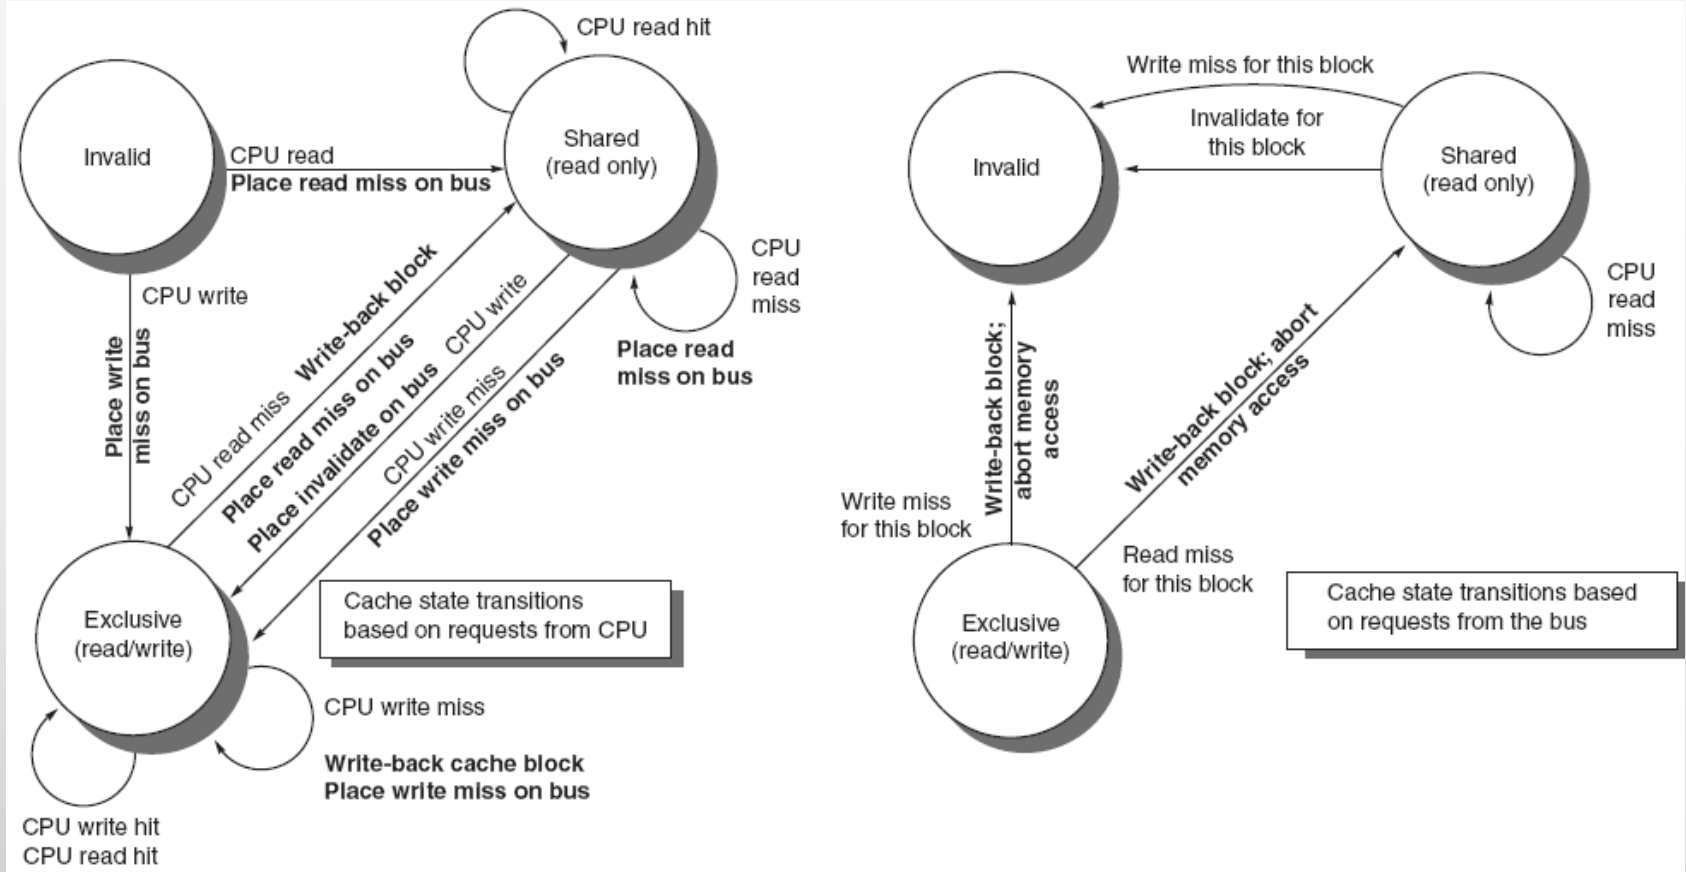 CPU read hit
Invalid
Shared
(read only)
CPU read
Place read miss on bus
CPU
read
miss
Place read
miss on bus
CPU write
Place write
miss on bus
CPU read miss
Write-back block
Place read miss on bus
Place invalidate on bus
CPU write
CPU write miss
Place write miss on bus
Exclusive
(read/write)
Cache state transitions
based on requests from CPU
CPU write miss
Write-back cache block
Place write miss on bus
CPU write hit
CPU read hit
Write miss for this block
Invalidate for
this block
Invalid
Shared
(read only)
CPU
read
miss
Write-back block;
abort memory
access
Write-back block; abort
memory access
Write miss
for this block
Read miss
for this block
Exclusive
(read/write)
Cache state transitions based
on requests from the bus